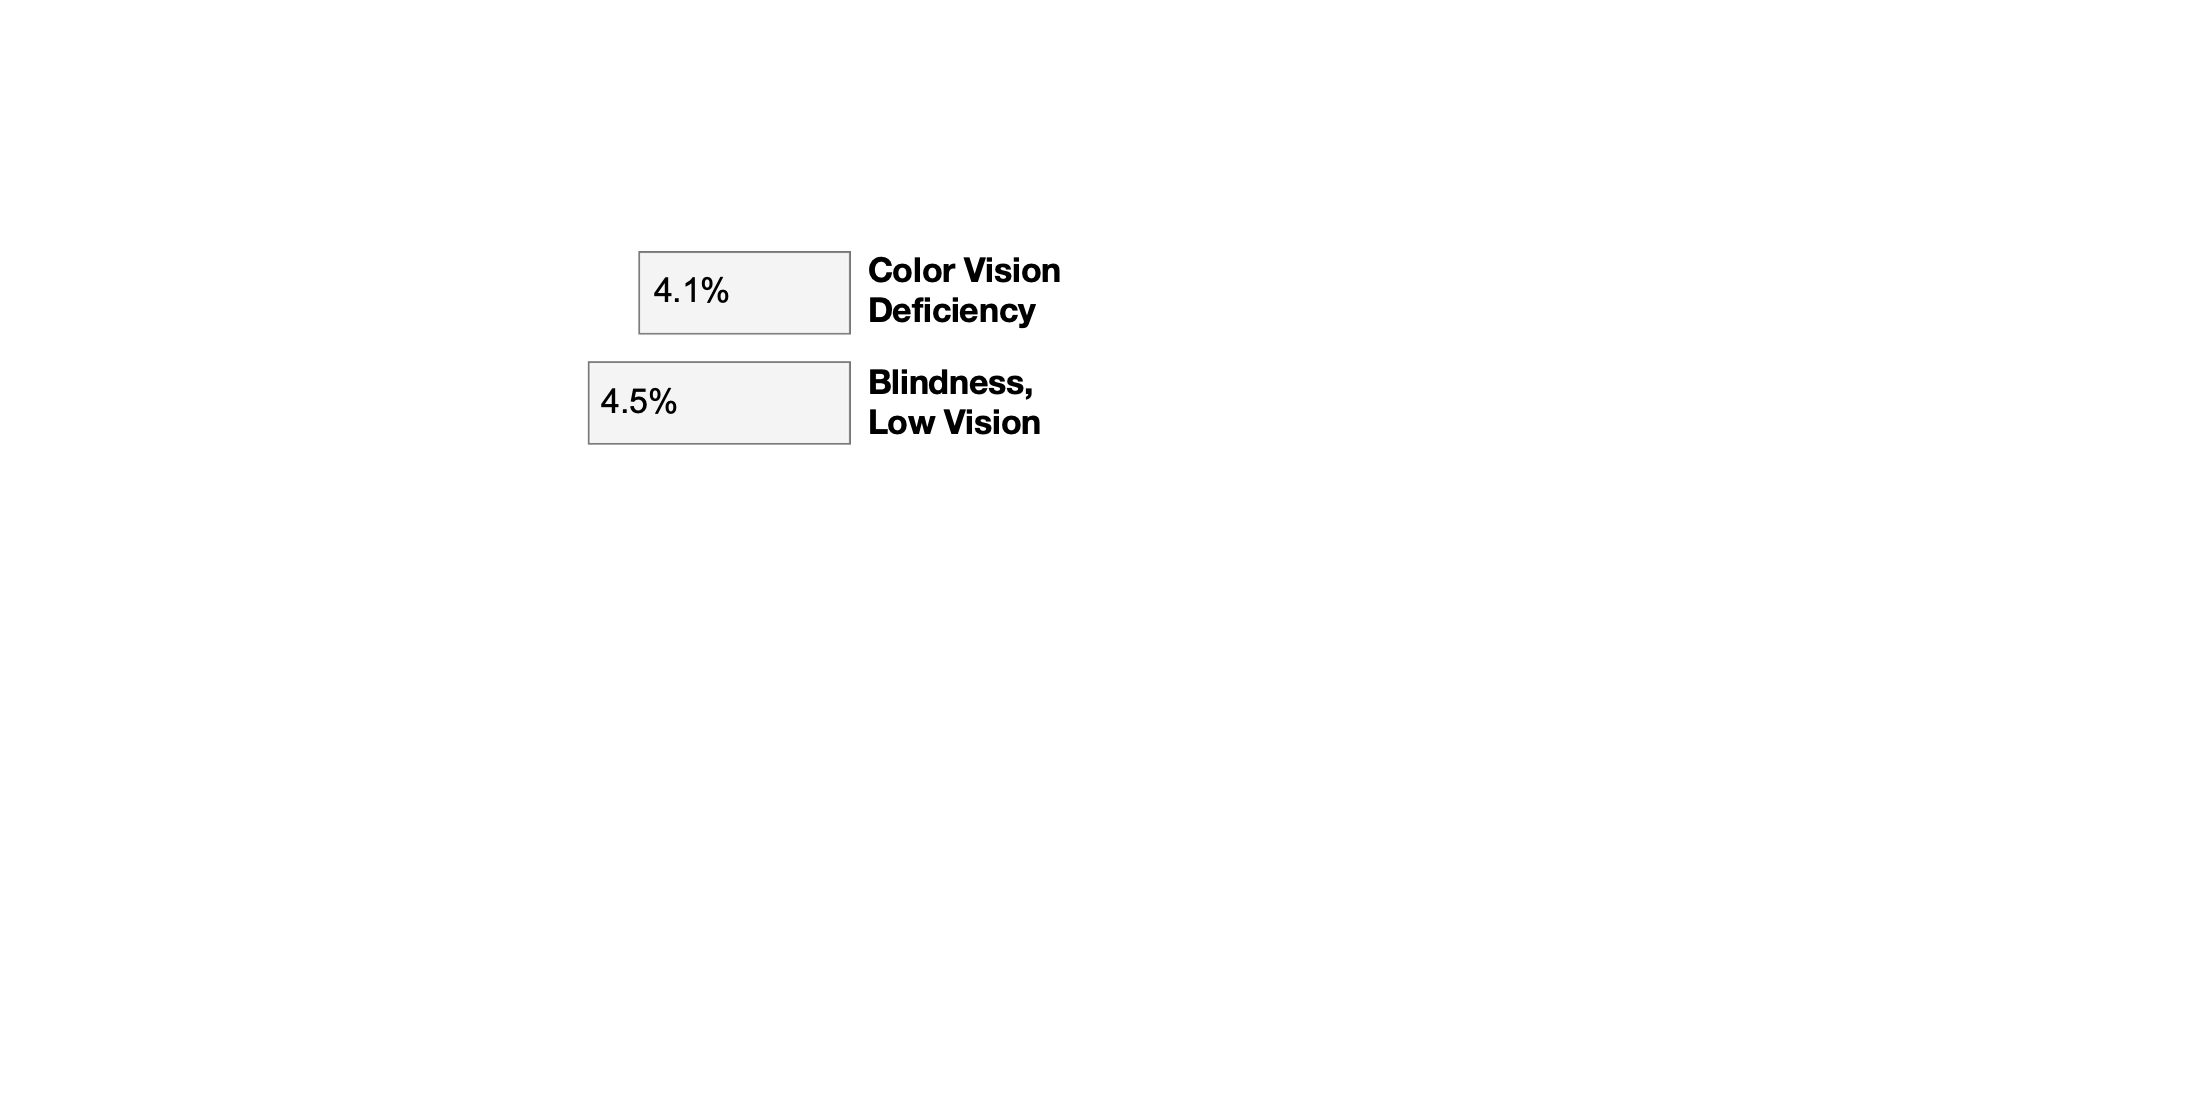 4.1%
Color Vision
Deficiency
4.5%
Blindness,
Low Vision